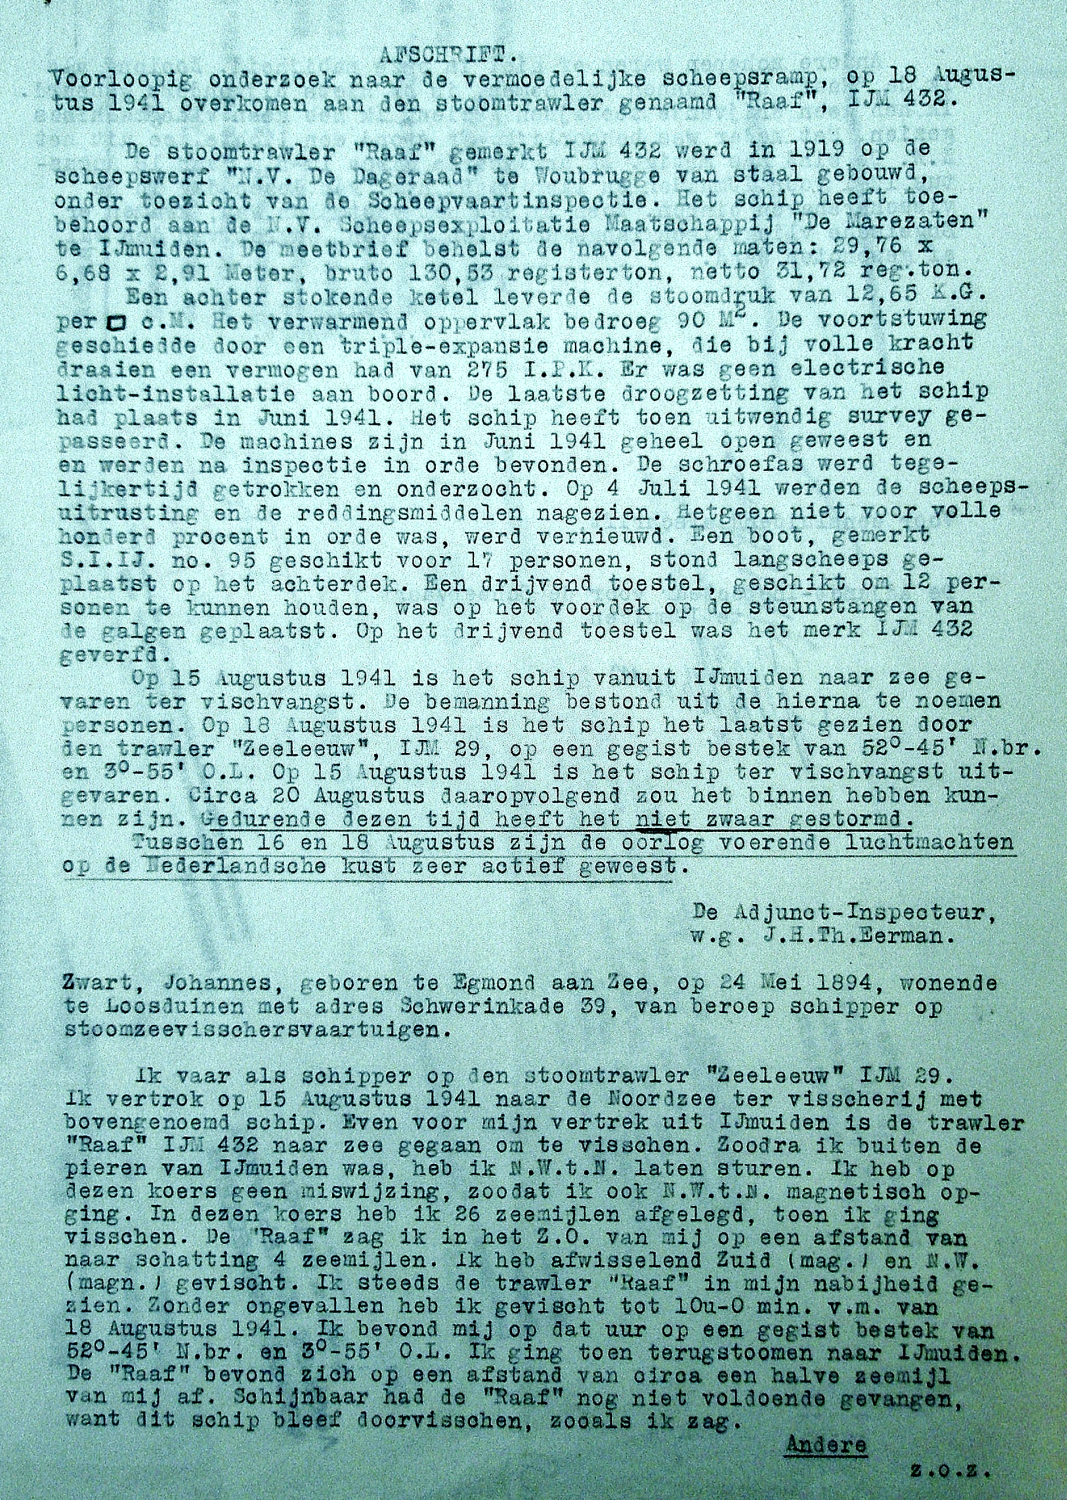 AFSCHRIFT.
Voorloopig onderzoek naar de vermoedelijke scheepsramp, op 18 Augus-
tus 1941 overkomen aan den stoomtrawler genaamd "Raaf", IJM 432.
De stoomtrawler "Raaf" gemerkt IJM 432 werd in 1919 op de
scheepswerf "N.V. De Dageraad" te Woubrugge van staal gebouwd,
onder toezicht van de Scheepvaartinspectie. Het schip heeft toe-
behoord aan de N.V. Scheepsexploitatie Maatschappij "De Marezaten"
te IJmuiden. De meetbrief behelst de navolgende maten: 29,76 x
6,68 x 2,91 Meter, bruto 130,53 registerton, netto 31,72 reg.ton.
Een achter stokende ketel leverde de stoomdruk van 12,65 K.G.
per □ c.M. Het verwarmend oppervlak bedroeg 90 M². De voortstuwing
geschiedde door een triple-expansie machine, die bij volle kracht
draaien een vermogen had van 275 I.P.K. Er was geen electrische
licht-installatie aan boord. De laatste droogzetting van het schip
had plaats in Juni 1941. Het schip heeft toen uitwendig survey ge-
passeerd. De machines zijn in Juni 1941 geheel open geweest en
en werden na inspectie in orde bevonden. De schroefas werd tege-
lijkertijd getrokken en onderzocht. Op 4 Juli 1941 werden de scheeps-
uitrusting en de reddingsmiddelen nagezien. Hetgeen niet voor volle
honderd procent in orde was, werd vernieuwd. Een boot, gemerkt
S.I.IJ. no. 95 geschikt voor 17 personen, stond langscheeps ge-
plaatst op het achterdek. Een drijvend toestel, geschikt om 12 per-
sonen te kunnen houden, was op het voordek op de steunstangen van
de galgen geplaatst. Op het drijvend toestel was het merk IJM 432
geverfd.
Op 15 Augustus 1941 is het schip vanuit IJmuiden naar zee ge-
varen ter vischvangst. De bemanning bestond uit de hierna te noemen
personen. Op 18 Augustus 1941 is het schip het laatst gezien door
den trawler "Zeeleeuw", IJM 29, op een gegist bestek van 52°-45' N.br.
en 3°-55' O.L. Op 15 Augustus 1941 is het schip ter vischvangst uit-
gevaren. Circa 20 Augustus daaropvolgend zou het binnen hebben kun-
nen zijn. Gedurende dezen tijd heeft het niet zwaar gestormd.
Tusschen 16 en 18 Augustus zijn de oorlog voerende luchtmachten
op de Nederlandsche kust zeer actief geweest.
De Adjunct-Inspecteur,
w.g. J.H.Th.Eerman.
Zwart, Johannes, geboren te Egmond aan Zee, op 24 Mei 1894, wonende
te Loosduinen met adres Schwerinkade 39, van beroep schipper op
stoomzeevisschersvaartuigen.
Ik vaar als schipper op den stoomtrawler "Zeeleeuw" IJM 29.
Ik vertrok op 15 Augustus 1941 naar de Noordzee ter visscherij met
bovengenoemd schip. Even voor mijn vertrek uit IJmuiden is de trawler
"Raaf" IJM 432 naar zee gegaan om te visschen. Zoodra ik buiten de
pieren van IJmuiden was, heb ik N.W.t.N. laten sturen. Ik heb op
dezen koers geen miswijzing, zoodat ik ook N.W.t.N. magnetisch op-
ging. In dezen koers heb ik 26 zeemijlen afgelegd, toen ik ging
visschen. De "Raaf" zag ik in het Z.O. van mij op een afstand van
naar schatting 4 zeemijlen. Ik heb afwisselend Zuid (mag.) en N.W.
(magn.) gevischt. Ik steeds de trawler "Raaf" in mijn nabijheid ge-
zien. Zonder ongevallen heb ik gevischt tot 10u-0 min. v.m. van
18 Augustus 1941. Ik bevond mij op dat uur op een gegist bestek van
52°-45' N.br. en 3°-55' O.L. Ik ging toen terugstoomen naar IJmuiden.
De "Raaf" bevond zich op een afstand van circa een halve zeemijl
van mij af. Schijnbaar had de "Raaf" nog niet voldoende gevangen,
want dit schip bleef doorvisschen, zooals ik zag.
Andere
z.o.z.